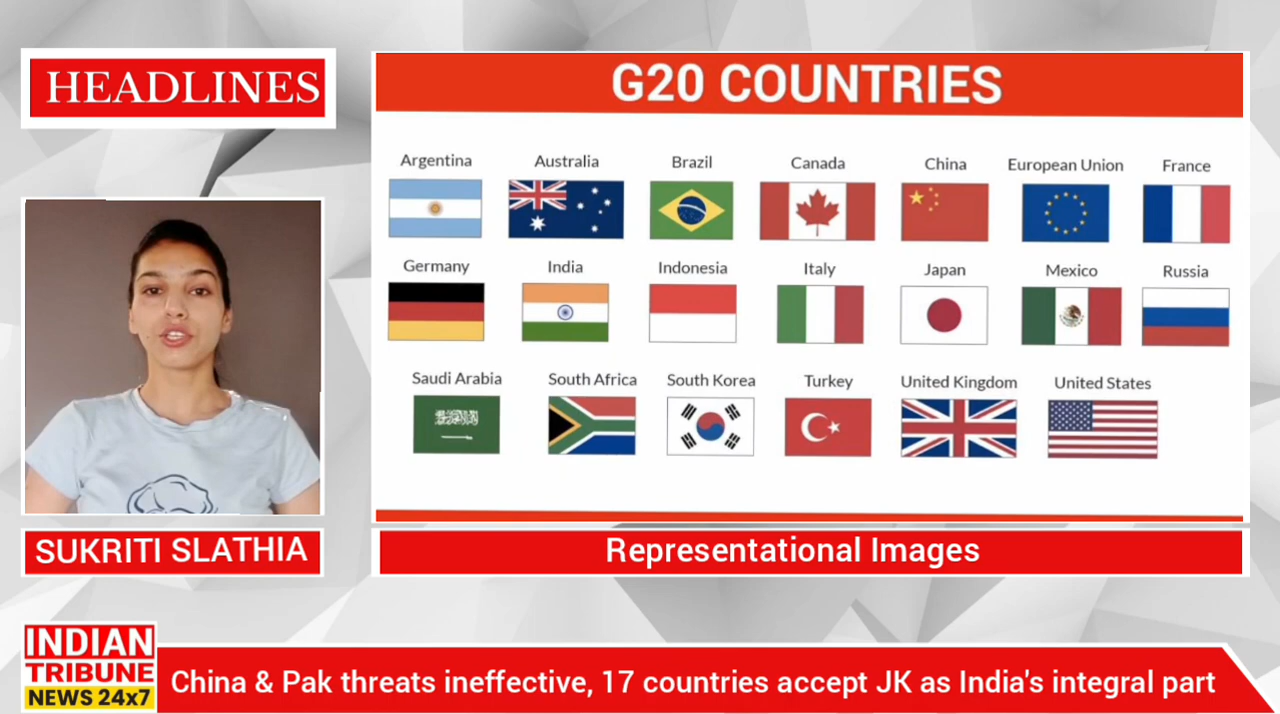 HEADLINES
G20 COUNTRIES
Argentina Australia Brazil Canada China European Union France
Germany India Indonesia Italy Japan Mexico Russia
Saudi Arabia South Africa South Korea Turkey United Kingdom United States
SUKRITI SLATHIA
Representational Images
INDIAN
TRIBUNE
NEWS 24x7
China & Pak threats ineffective, 17 countries accept JK as India's integral part